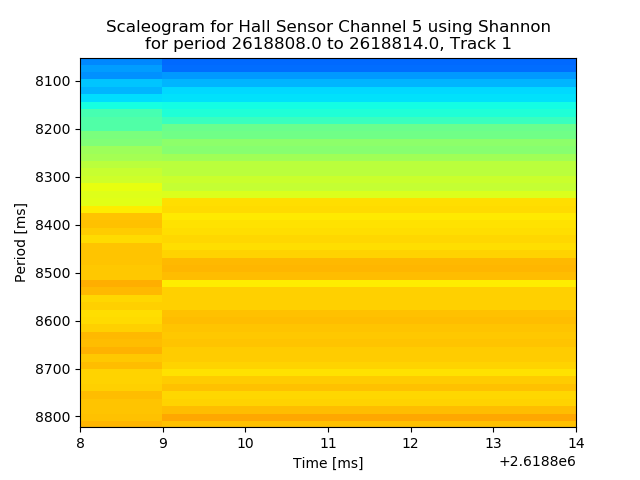 Scaleogram for Hall Sensor Channel 5 using Shannon
for period 2618808.0 to 2618814.0, Track 1
Period [ms]
8100
8200
8300
8400
8500
8600
8700
8800
8 9 10 11 12 13 14
Time [ms]
+2.6188e6